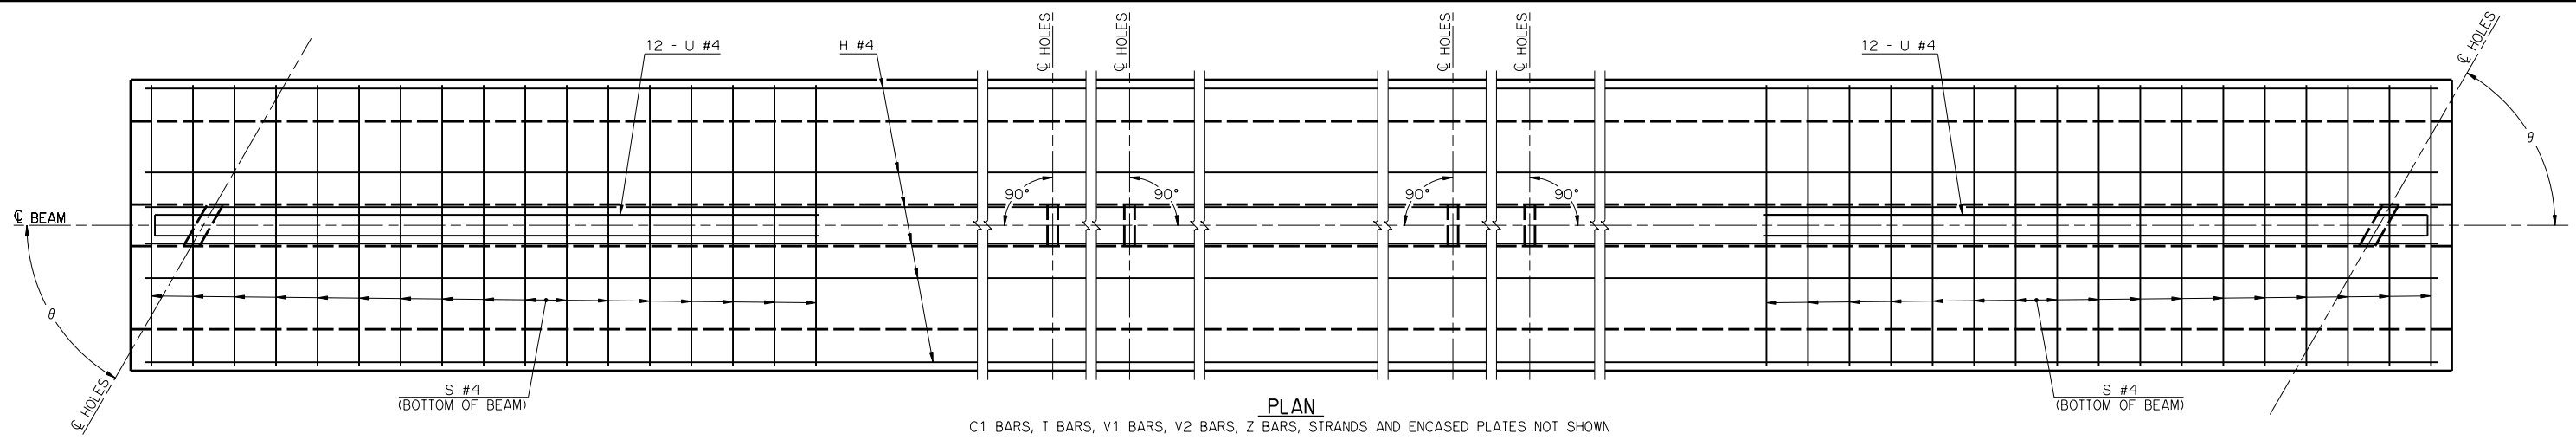 12 - U #4
H #4
℄ HOLES
℄ HOLES
℄ HOLES
℄ HOLES
12 - U #4
℄ HOLES
θ
90°
90°
90°
90°
℄ BEAM
θ
℄ HOLES
S #4
(BOTTOM OF BEAM)
S #4
(BOTTOM OF BEAM)
PLAN
C1 BARS, T BARS, V1 BARS, V2 BARS, Z BARS, STRANDS AND ENCASED PLATES NOT SHOWN